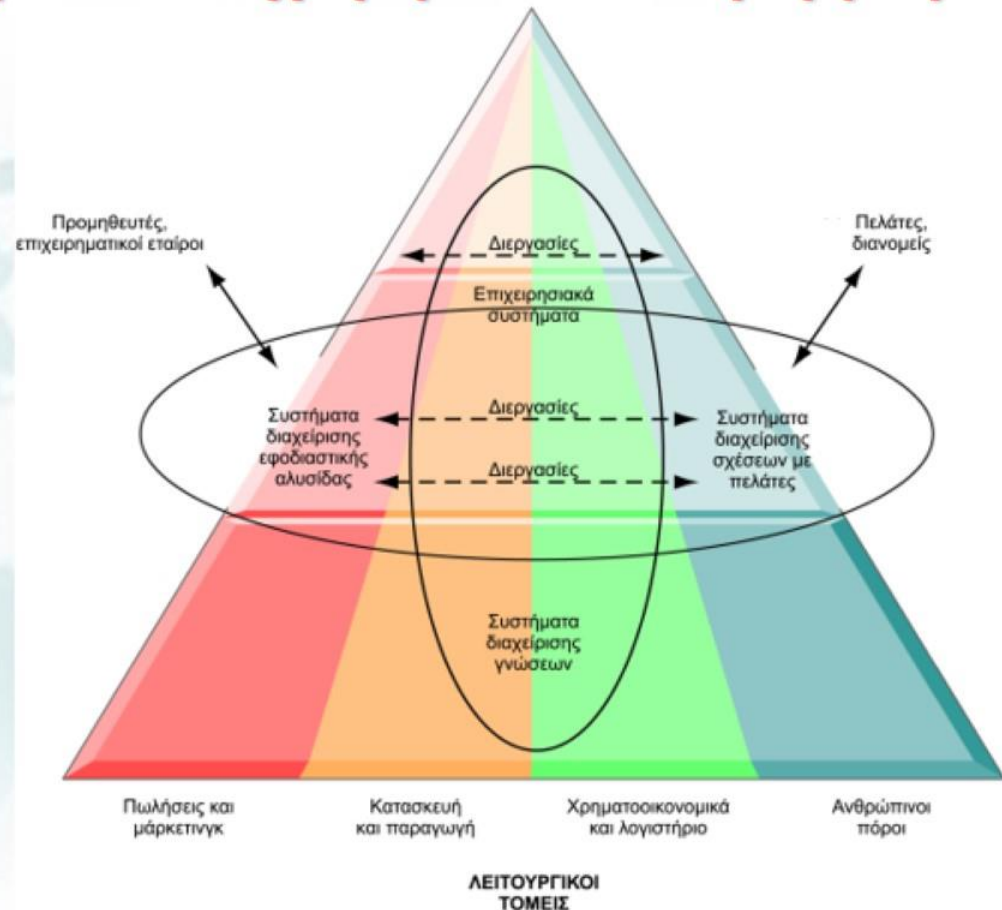 Προμηθευτές,
επιχειρηματικοί εταίροι
Πελάτες,
διανομείς
Διεργασίες
Επιχειρησιακά
συστήματα
Συστήματα
διαχείρισης
εφοδιαστικής
αλυσίδας
Διεργασίες
Διεργασίες
Συστήματα
διαχείρισης
σχέσεων με
πελάτες
Συστήματα
διαχείρισης
γνώσεων
Πωλήσεις και
μάρκετινγκ
Κατασκευή
και παραγωγή
Χρηματοοικονομικά
και λογιστήριο
Ανθρώπινοι
πόροι
ΛΕΙΤΟΥΡΓΙΚΟΙ
ΤΟΜΕΙΣ